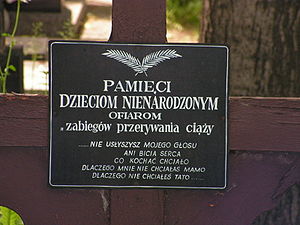 PAMIĘCI
DZIECIOM NIENARODZONYM
OFIAROM
zabiegów przerywania ciąży
.....NIE USŁYSZYSZ MOJEGO GŁOSU
ANI BICIA SERCA
CO KOCHAĆ CHCIAŁO
DLACZEGO MNIE NIE CHCIAŁAŚ MAMO
DLACZEGO NIE CHCIAŁEŚ TATO.....